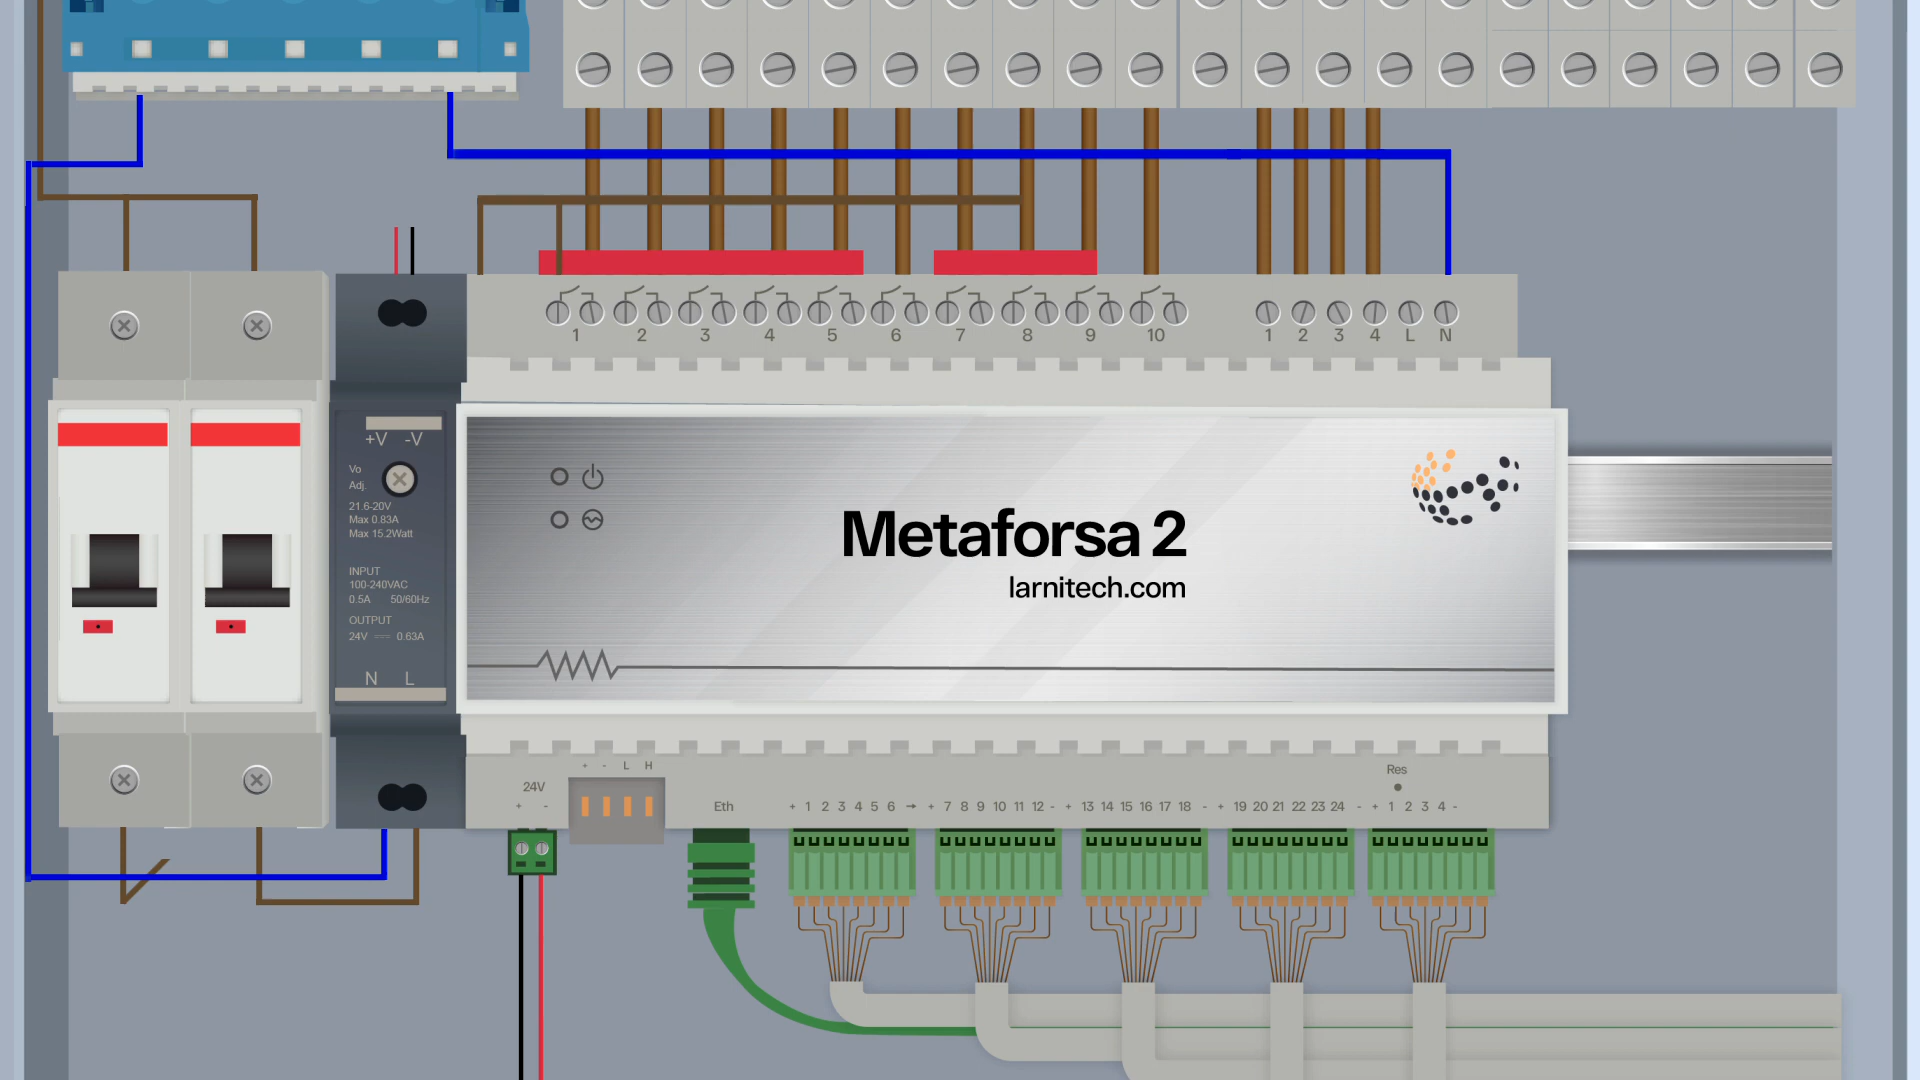 1 2 3 4 5 6 7 8 9 10 1 2 3 4 L N
+V -V
Vo
Adj.
21.6-20V
Max 0.83A
Max 15.2Watt
INPUT
100-240VAC
0.5A 50/60Hz
OUTPUT
24V 0.63A
N L
Metaforsa 2
larnitech.com
+ - L H
24V
+ -
Eth
Res
+ 1 2 3 4 5 6 → + 7 8 9 10 11 12 - + 13 14 15 16 17 18 - + 19 20 21 22 23 24 - + 1 2 3 4 -